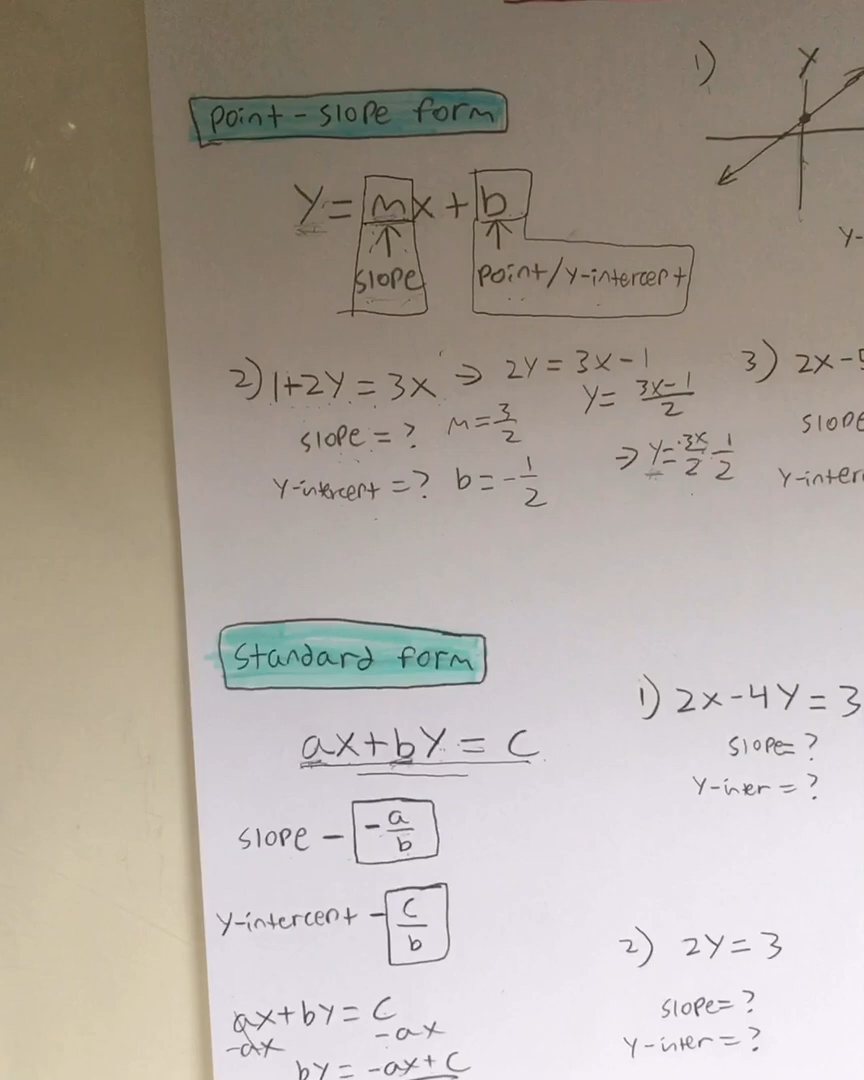 point-slope form
1)
Y
Y=mx+b
slope
point/y-intercept
Y-
2) 1+2Y=3x → 2Y=3x-1
Y= 3x-1/2
slope=? m=3/2
→ Y=3x/2-1/2
Y-intercept=? b=-1/2
3) 2x-5
slope
Y-inter
Standard form
ax+by=c
slope - -a/b
Y-intercept - c/b
ax+by=c
-ax -ax
by=-ax+c
1) 2x-4Y=3
slope=?
Y-inter=?
2) 2Y=3
slope=?
Y-inter=?